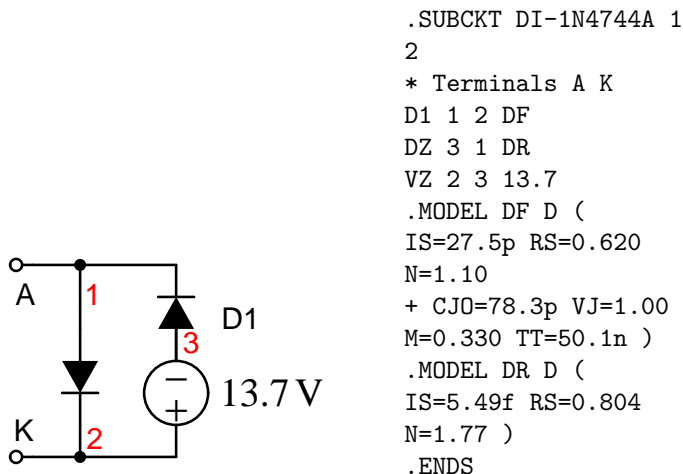 A
1
D1
3
−
13.7 V
+
K
2
.SUBCKT DI-1N4744A 1
2
* Terminals A K
D1 1 2 DF
DZ 3 1 DR
VZ 2 3 13.7
.MODEL DF D (
IS=27.5p RS=0.620
N=1.10
+ CJO=78.3p VJ=1.00
M=0.330 TT=50.1n )
.MODEL DR D (
IS=5.49f RS=0.804
N=1.77 )
.ENDS